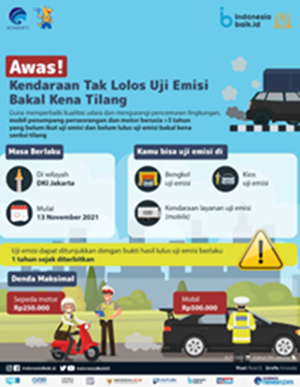 KOMINFO
indonesia
baik.id
Awas!
Kendaraan Tak Lolos Uji Emisi
Bakal Kena Tilang
Guna memperbaiki kualitas udara dan mengurangi pencemaran lingkungan,
mobil penumpang perseorangan dan motor berusia >3 tahun
yang belum ikut uji emisi dan belum lulus uji emisi bakal kena
sanksi tilang
Masa Berlaku
Kamu bisa uji emisi di
Di wilayah
DKI Jakarta
Bengkel
uji emisi
Kios
uji emisi
Mulai
13 November 2021
Kendaraan layanan uji emisi
(mobile)
Uji emisi dapat ditunjukkan dengan bukti hasil lulus uji emisi berlaku
1 tahun sejak diterbitkan
Denda Maksimal
Sepeda motor
Rp250.000
Mobil
Rp500.000
indonesiabaik.id
indonesiabaikid